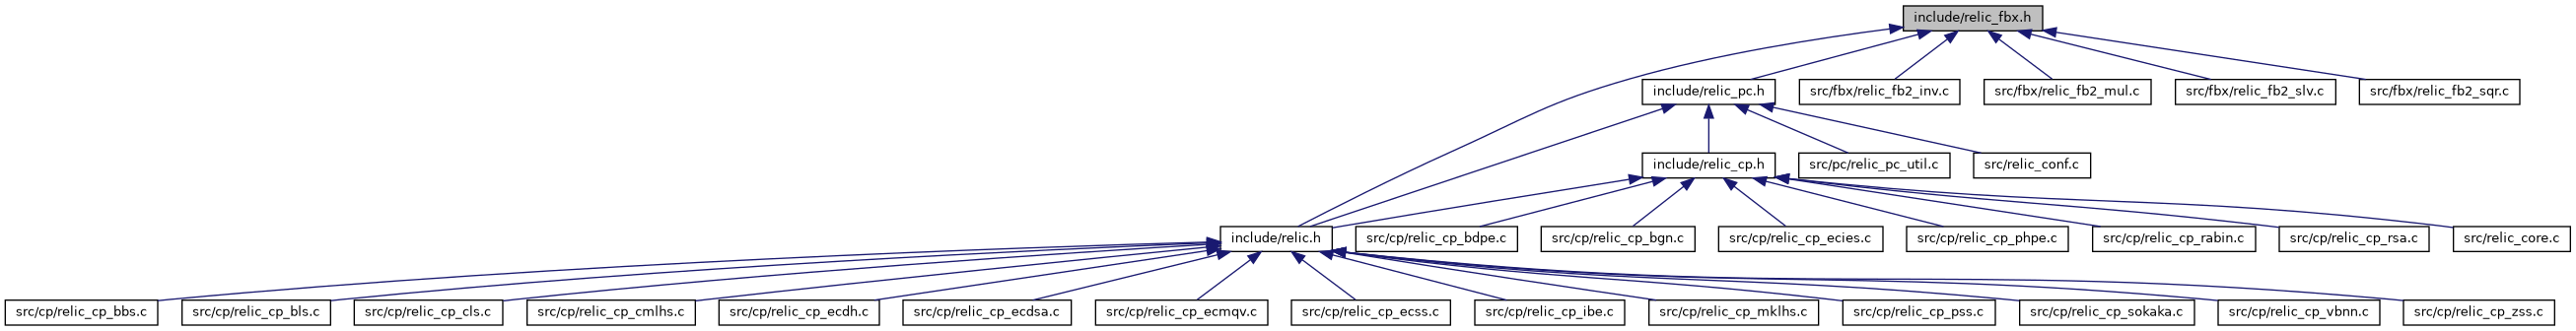 include/relic_fbx.h
include/relic_pc.h
src/fbx/relic_fb2_inv.c
src/fbx/relic_fb2_mul.c
src/fbx/relic_fb2_slv.c
src/fbx/relic_fb2_sqr.c
include/relic_cp.h
src/pc/relic_pc_util.c
src/relic_conf.c
include/relic.h
src/cp/relic_cp_bdpe.c
src/cp/relic_cp_bgn.c
src/cp/relic_cp_ecies.c
src/cp/relic_cp_phpe.c
src/cp/relic_cp_rabin.c
src/cp/relic_cp_rsa.c
src/relic_core.c
src/cp/relic_cp_bbs.c
src/cp/relic_cp_bls.c
src/cp/relic_cp_cls.c
src/cp/relic_cp_cmlhs.c
src/cp/relic_cp_ecdh.c
src/cp/relic_cp_ecdsa.c
src/cp/relic_cp_ecmqv.c
src/cp/relic_cp_ecss.c
src/cp/relic_cp_ibe.c
src/cp/relic_cp_mklhs.c
src/cp/relic_cp_pss.c
src/cp/relic_cp_sokaka.c
src/cp/relic_cp_vbnn.c
src/cp/relic_cp_zss.c